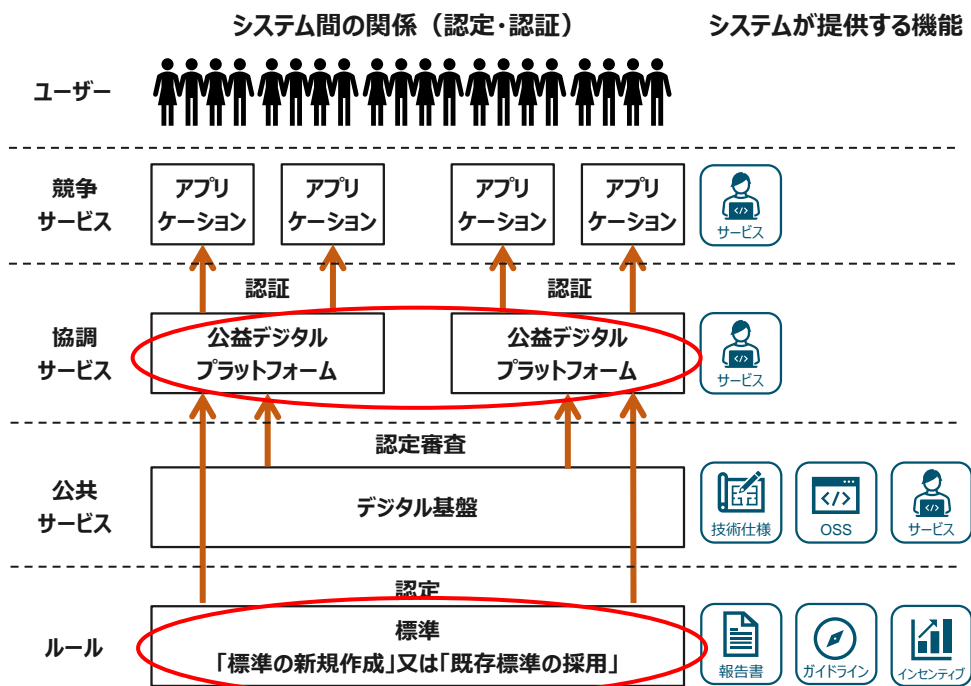 システム間の関係（認定・認証）
システムが提供する機能
ユーザー
競争
サービス
アプリ
ケーション
アプリ
ケーション
アプリ
ケーション
アプリ
ケーション
サービス
認証
認証
協調
サービス
公益デジタル
プラットフォーム
公益デジタル
プラットフォーム
サービス
認定審査
公共
サービス
デジタル基盤
技術仕様
OSS
サービス
認定
ルール
標準
「標準の新規作成」又は「既存標準の採用」
報告書
ガイドライン
インセンティブ